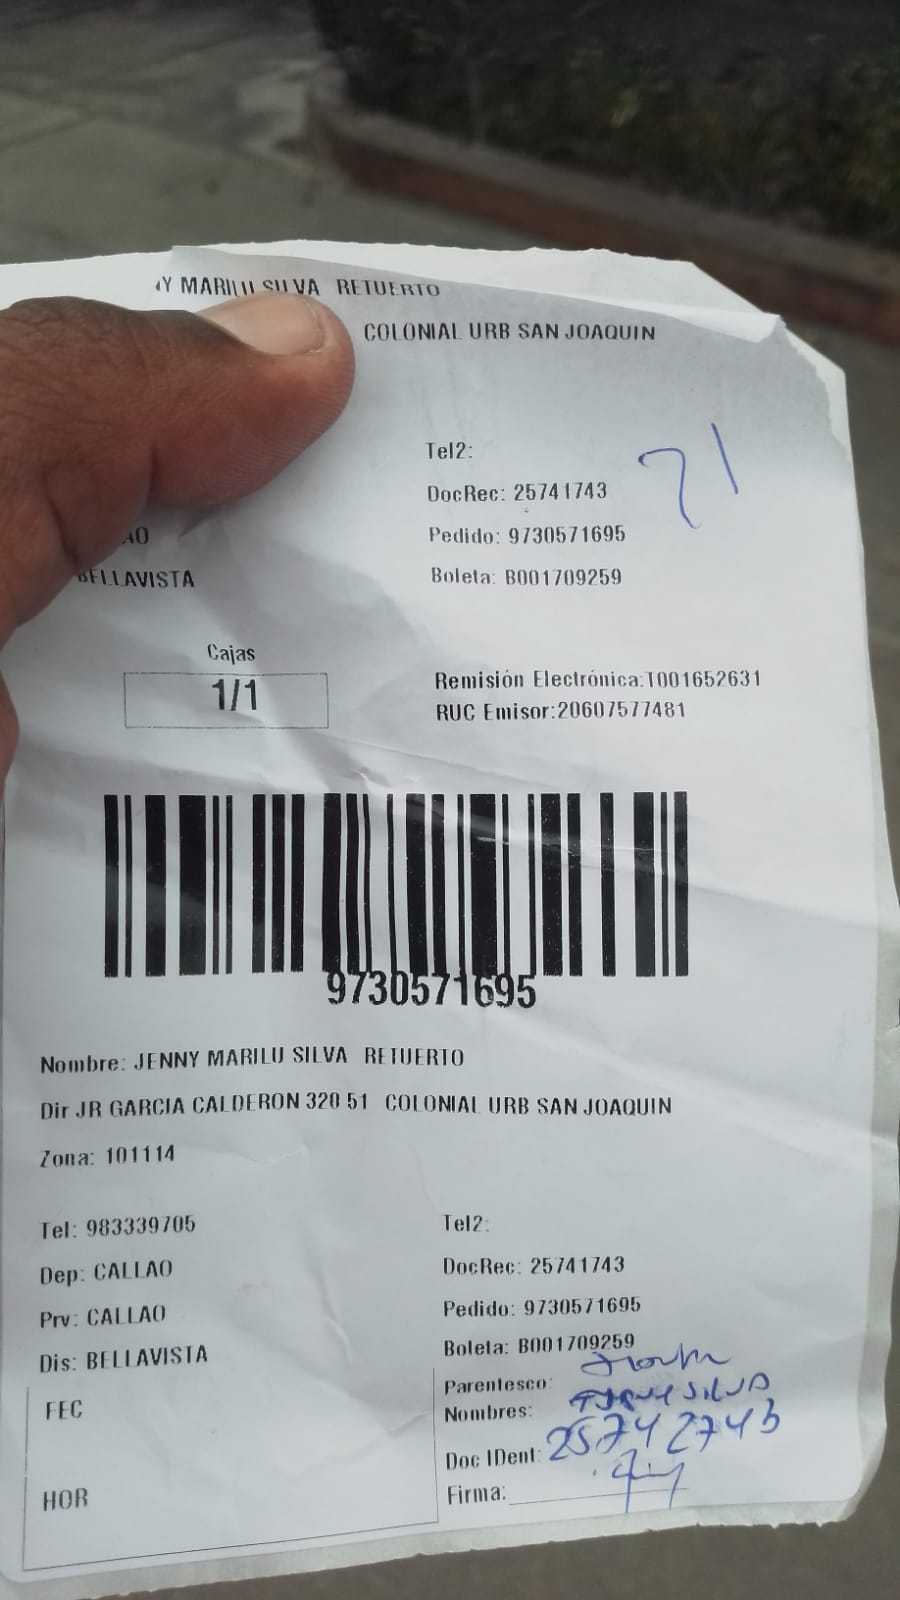 Y MARILU SILVA RETUERTO
COLONIAL URB SAN JOAQUIN
Tel2:
71
DocRec: 25741743
AO
Pedido: 9730571695
BELLAVISTA
Boleta: B001709259
Cajas
1/1
Remisión Electrónica:T001652631
RUC Emisor:20607577481
9730571695
Nombre: JENNY MARILU SILVA RETUERTO
Dir JR GARCIA CALDERON 320 51 COLONIAL URB SAN JOAQUIN
Zona: 101114
Tel: 983339705
Tel2:
Dep: CALLAO
DocRec: 25741743
Prv: CALLAO
Pedido: 9730571695
Dis: BELLAVISTA
Boleta: B001709259
FEC
Parentesco:
Nombres: SILVA
Doc IDent: 25742743
HOR
Firma: